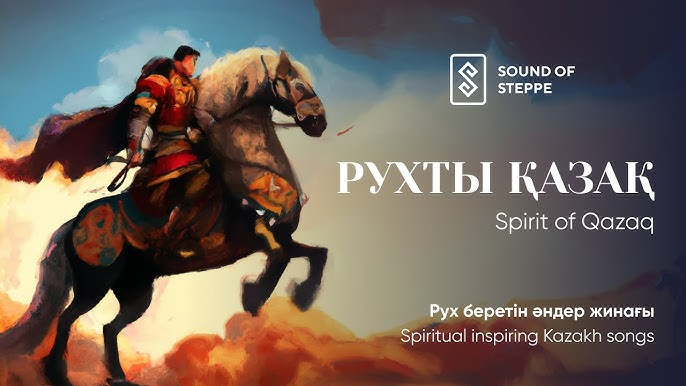 SOUND OF
STEPPE
РУХТЫ ҚАЗАҚ
Spirit of Qazaq
Рух беретін әндер жинағы
Spiritual inspiring Kazakh songs